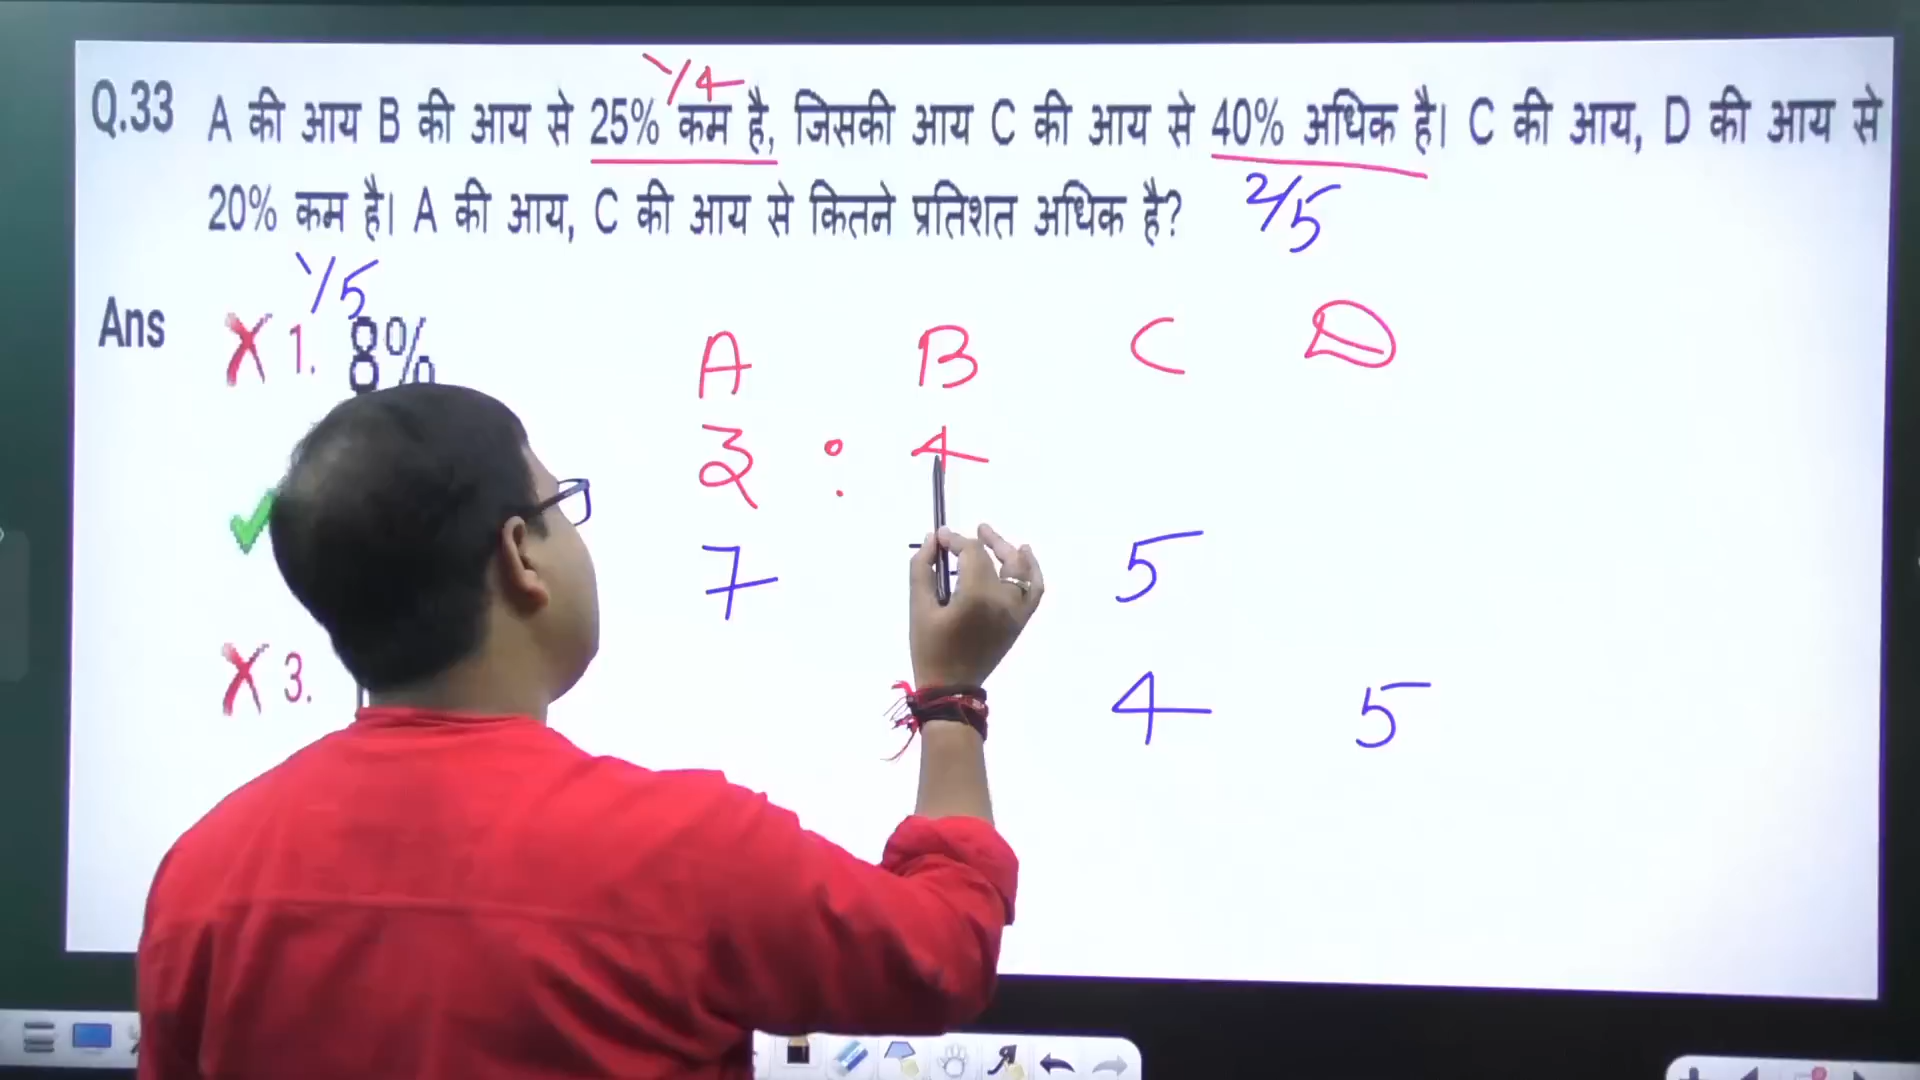 Q.33 A की आय B की आय से 25% कम है, जिसकी आय C की आय से 40% अधिक है। C की आय, D की आय से
20% कम है। A की आय, C की आय से कितने प्रतिशत अधिक है?
1/4
2/5
1/5
Ans
X 1. 8%
X 3.
A B C D
3 : 4
7 5
4 5